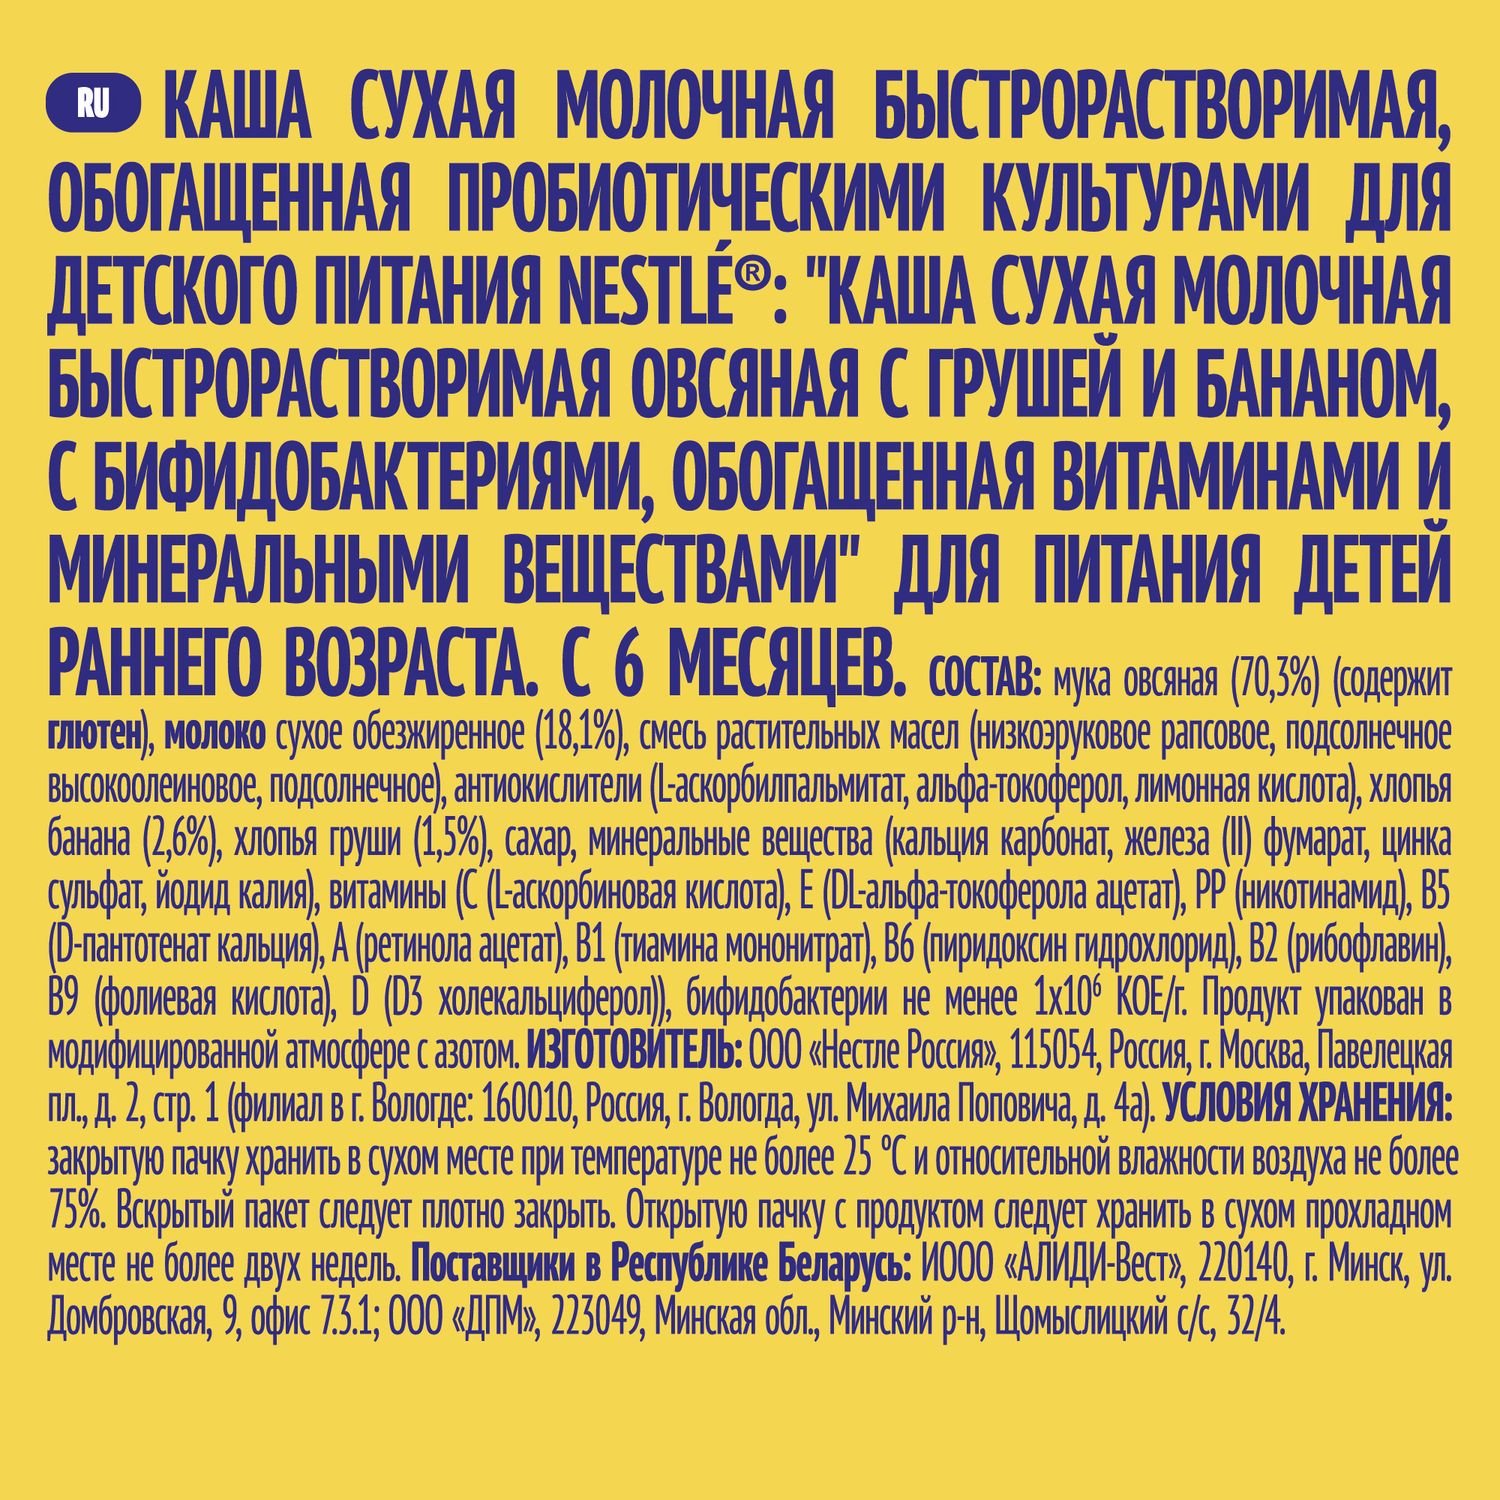 RU КАША СУХАЯ МОЛОЧНАЯ БЫСТРОРАСТВОРИМАЯ,
ОБОГАЩЕННАЯ ПРОБИОТИЧЕСКИМИ КУЛЬТУРАМИ ДЛЯ
ДЕТСКОГО ПИТАНИЯ NESTLÉ®: "КАША СУХАЯ МОЛОЧНАЯ
БЫСТРОРАСТВОРИМАЯ ОВСЯНАЯ С ГРУШЕЙ И БАНАНОМ,
С БИФИДОБАКТЕРИЯМИ, ОБОГАЩЕННАЯ ВИТАМИНАМИ И
МИНЕРАЛЬНЫМИ ВЕЩЕСТВАМИ" ДЛЯ ПИТАНИЯ ДЕТЕЙ
РАННЕГО ВОЗРАСТА. С 6 МЕСЯЦЕВ. СОСТАВ: мука овсяная (70,3%) (содержит
глютен), молоко сухое обезжиренное (18,1%), смесь растительных масел (низкоэруковое рапсовое, подсолнечное
высокоолеиновое, подсолнечное), антиокислители (L-аскорбилпальмитат, альфа-токоферол, лимонная кислота), хлопья
банана (2,6%), хлопья груши (1,5%), сахар, минеральные вещества (кальция карбонат, железа (II) фумарат, цинка
сульфат, йодид калия), витамины (C (L-аскорбиновая кислота), E (DL-альфа-токоферола ацетат), PP (никотинамид), B5
(D-пантотенат кальция), A (ретинола ацетат), B1 (тиамина мононитрат), B6 (пиридоксин гидрохлорид), B2 (рибофлавин),
B9 (фолиевая кислота), D (D3 холекальциферол)), бифидобактерии не менее 1x10⁶ КОЕ/г. Продукт упакован в
модифицированной атмосфере с азотом. ИЗГОТОВИТЕЛЬ: ООО «Нестле Россия», 115054, Россия, г. Москва, Павелецкая
пл., д. 2, стр. 1 (филиал в г. Вологде: 160010, Россия, г. Вологда, ул. Михаила Поповича, д. 4а). УСЛОВИЯ ХРАНЕНИЯ:
закрытую пачку хранить в сухом месте при температуре не более 25 °C и относительной влажности воздуха не более
75%. Вскрытый пакет следует плотно закрыть. Открытую пачку с продуктом следует хранить в сухом прохладном
месте не более двух недель. Поставщики в Республике Беларусь: ИООО «АЛИДИ-Вест», 220140, г. Минск, ул.
Домбровская, 9, офис 7.3.1; ООО «ДПМ», 223049, Минская обл., Минский р-н, Щомыслицкий с/с, 32/4.